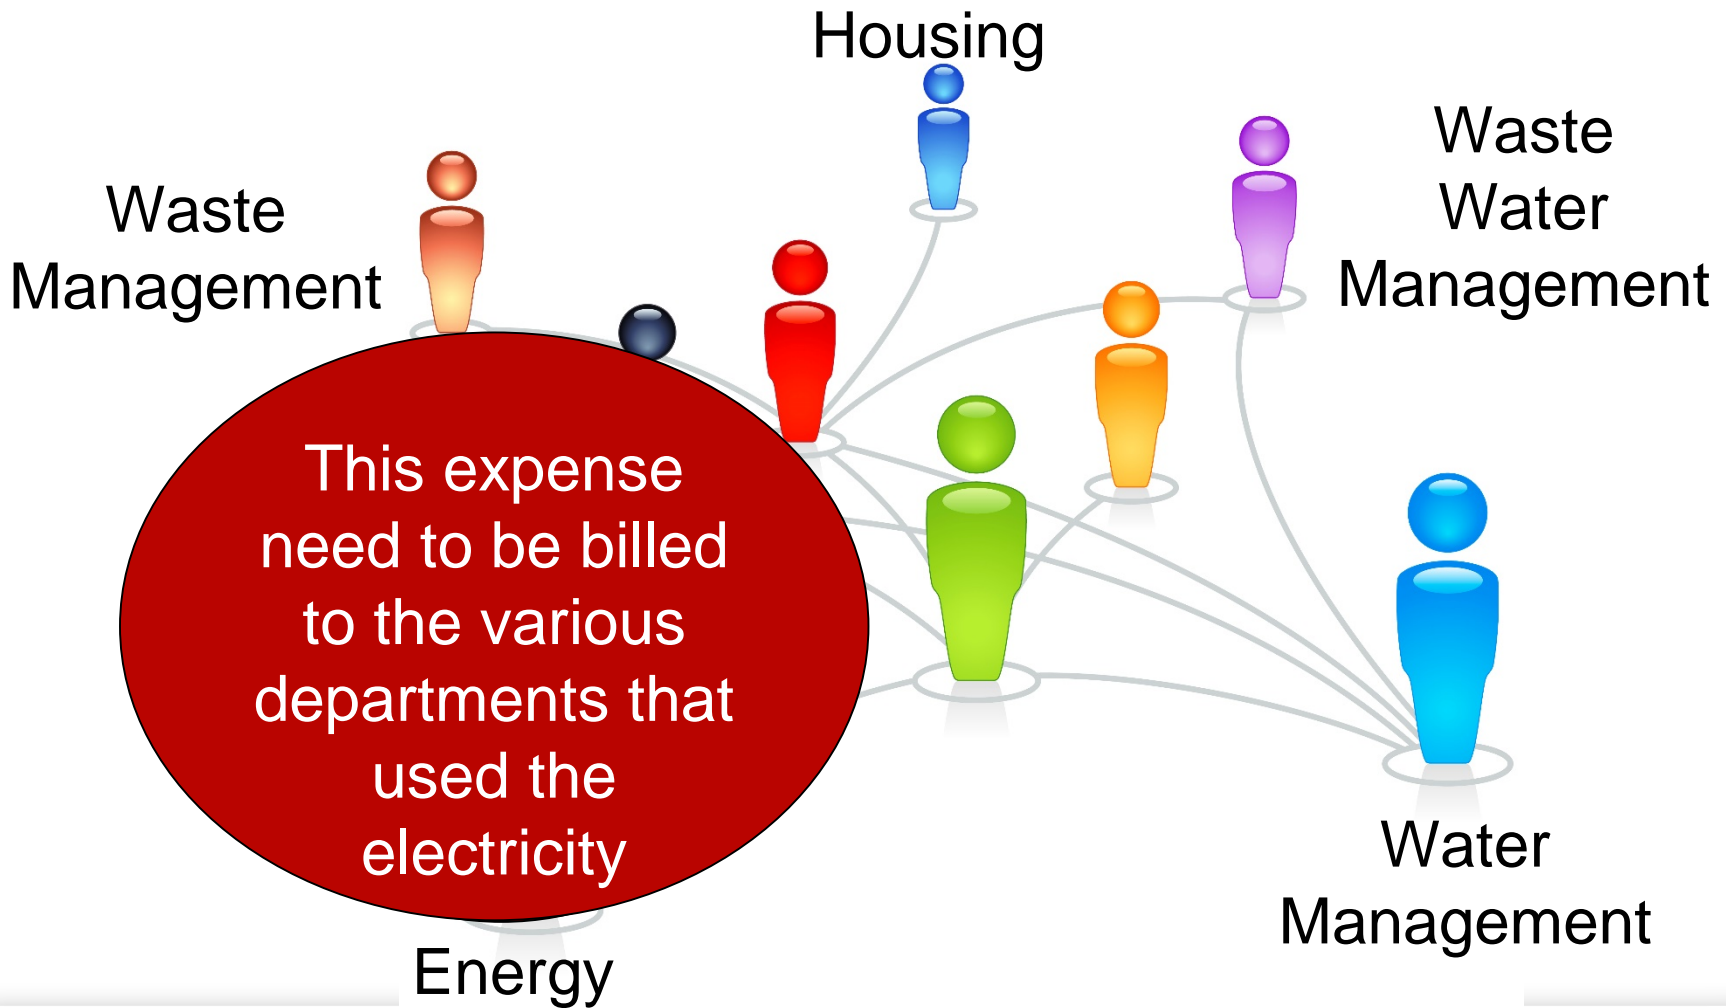 Housing
Waste
Water
Management
Waste
Management
This expense
need to be billed
to the various
departments that
used the
electricity
Water
Management
Energy